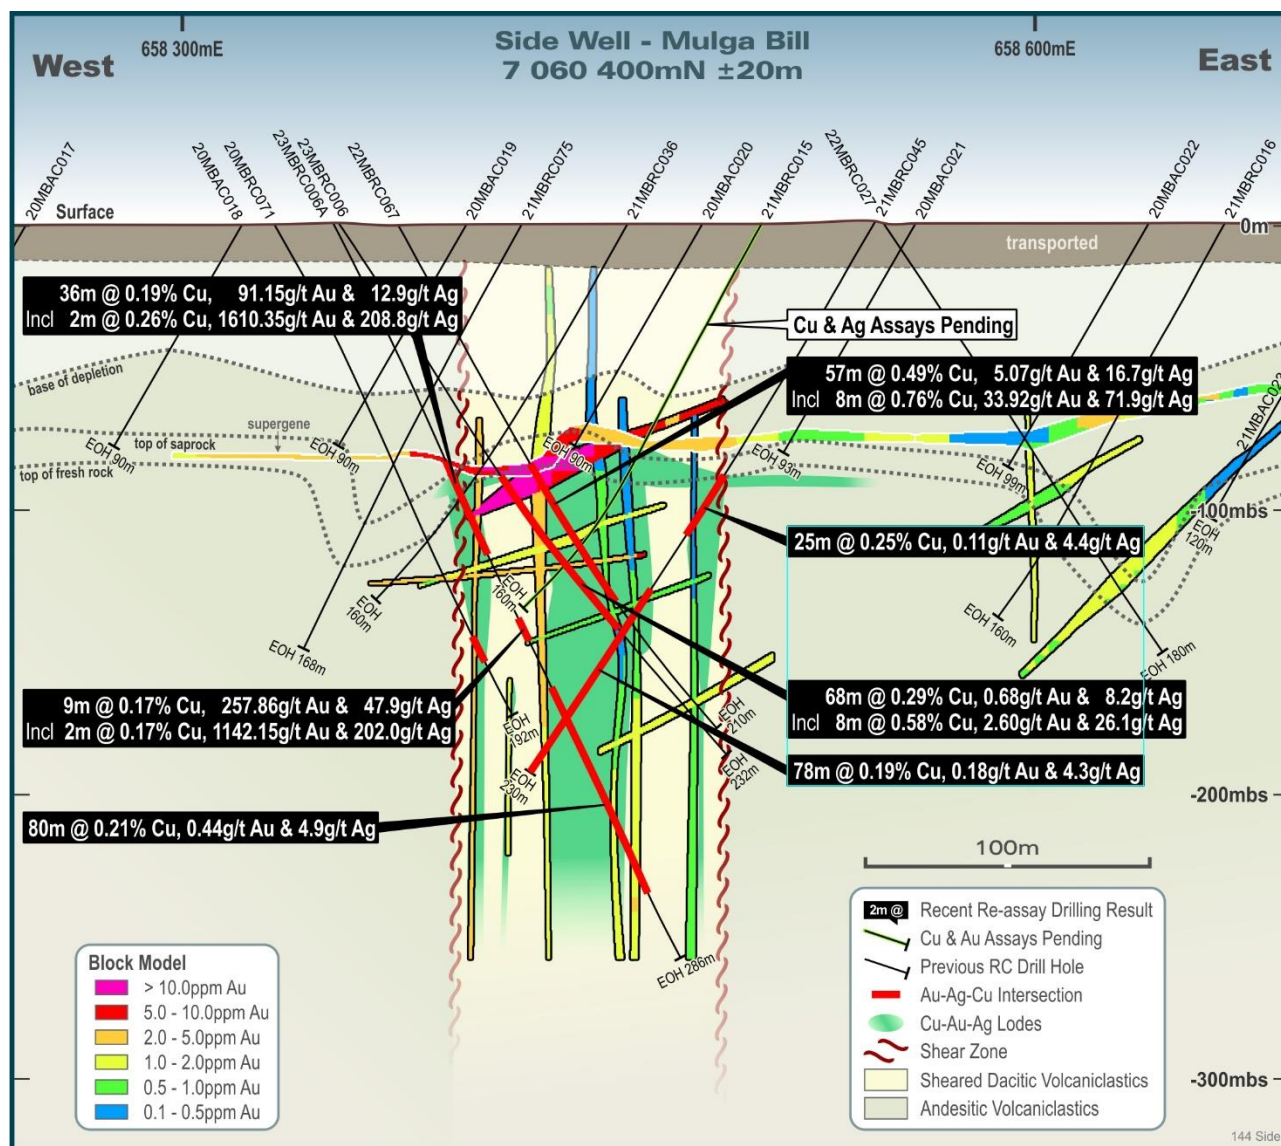 658 300mE
Side Well - Mulga Bill
7 060 400mN ±20m
658 600mE
West
East
20MBAC017
20MBAC018
20MBRC071
23MBRC006A
23MBRC006
22MBRC067
20MBAC019
21MBRC075
21MBRC036
20MBAC020
21MBRC015
22MBRC027
21MBRC045
20MBAC021
20MBAC022
21MBRC016
Surface
0m
transported
36m @ 0.19% Cu, 91.15g/t Au & 12.9g/t Ag
Incl 2m @ 0.26% Cu, 1610.35g/t Au & 208.8g/t Ag
Cu & Ag Assays Pending
57m @ 0.49% Cu, 5.07g/t Au & 16.7g/t Ag
Incl 8m @ 0.76% Cu, 33.92g/t Au & 71.9g/t Ag
base of depletion
supergene
top of saprock
top of fresh rock
EOH 90m
EOH 90m
EOH 90m
EOH 93m
EOH 99m
21MBAC023
-100mbs
EOH
120m
25m @ 0.25% Cu, 0.11g/t Au & 4.4g/t Ag
EOH
160m
EOH
160m
EOH 160m
EOH 168m
EOH 180m
9m @ 0.17% Cu, 257.86g/t Au & 47.9g/t Ag
Incl 2m @ 0.17% Cu, 1142.15g/t Au & 202.0g/t Ag
68m @ 0.29% Cu, 0.68g/t Au & 8.2g/t Ag
Incl 8m @ 0.58% Cu, 2.60g/t Au & 26.1g/t Ag
EOH
192m
EOH
210m
EOH
230m
EOH
232m
78m @ 0.19% Cu, 0.18g/t Au & 4.3g/t Ag
-200mbs
80m @ 0.21% Cu, 0.44g/t Au & 4.9g/t Ag
100m
EOH 286m
Block Model
> 10.0ppm Au
5.0 - 10.0ppm Au
2.0 - 5.0ppm Au
1.0 - 2.0ppm Au
0.5 - 1.0ppm Au
0.1 - 0.5ppm Au
2m @ Recent Re-assay Drilling Result
Cu & Au Assays Pending
Previous RC Drill Hole
Au-Ag-Cu Intersection
Cu-Au-Ag Lodes
Shear Zone
Sheared Dacitic Volcaniclastics
Andesitic Volcaniclastics
-300mbs
144 Side